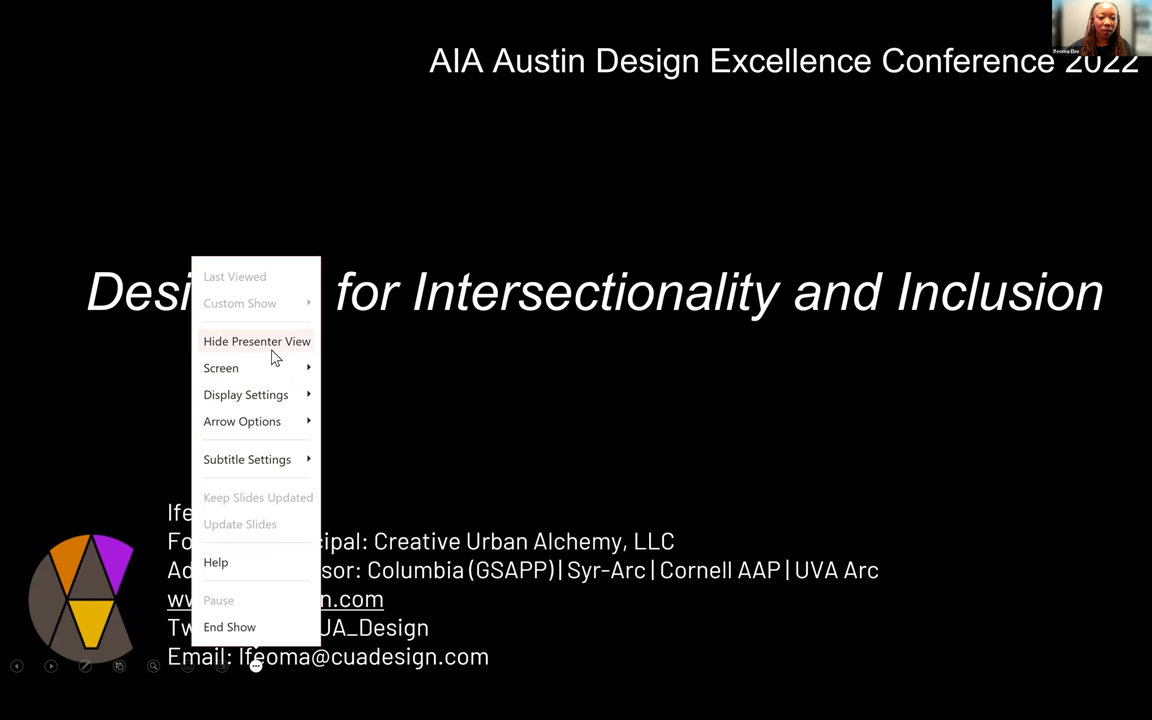 Ifeoma Ebo
AIA Austin Design Excellence Conference 2022
Desi for Intersectionality and Inclusion
Last Viewed
Custom Show
Hide Presenter View
Screen
Display Settings
Arrow Options
Subtitle Settings
Keep Slides Updated
Update Slides
Help
Pause
End Show
Ife
Fo cipal: Creative Urban Alchemy, LLC
Ad sor: Columbia (GSAPP) | Syr-Arc | Cornell AAP | UVA Arc
ww n.com
Tw UA_Design
Email: Ifeoma@cuadesign.com